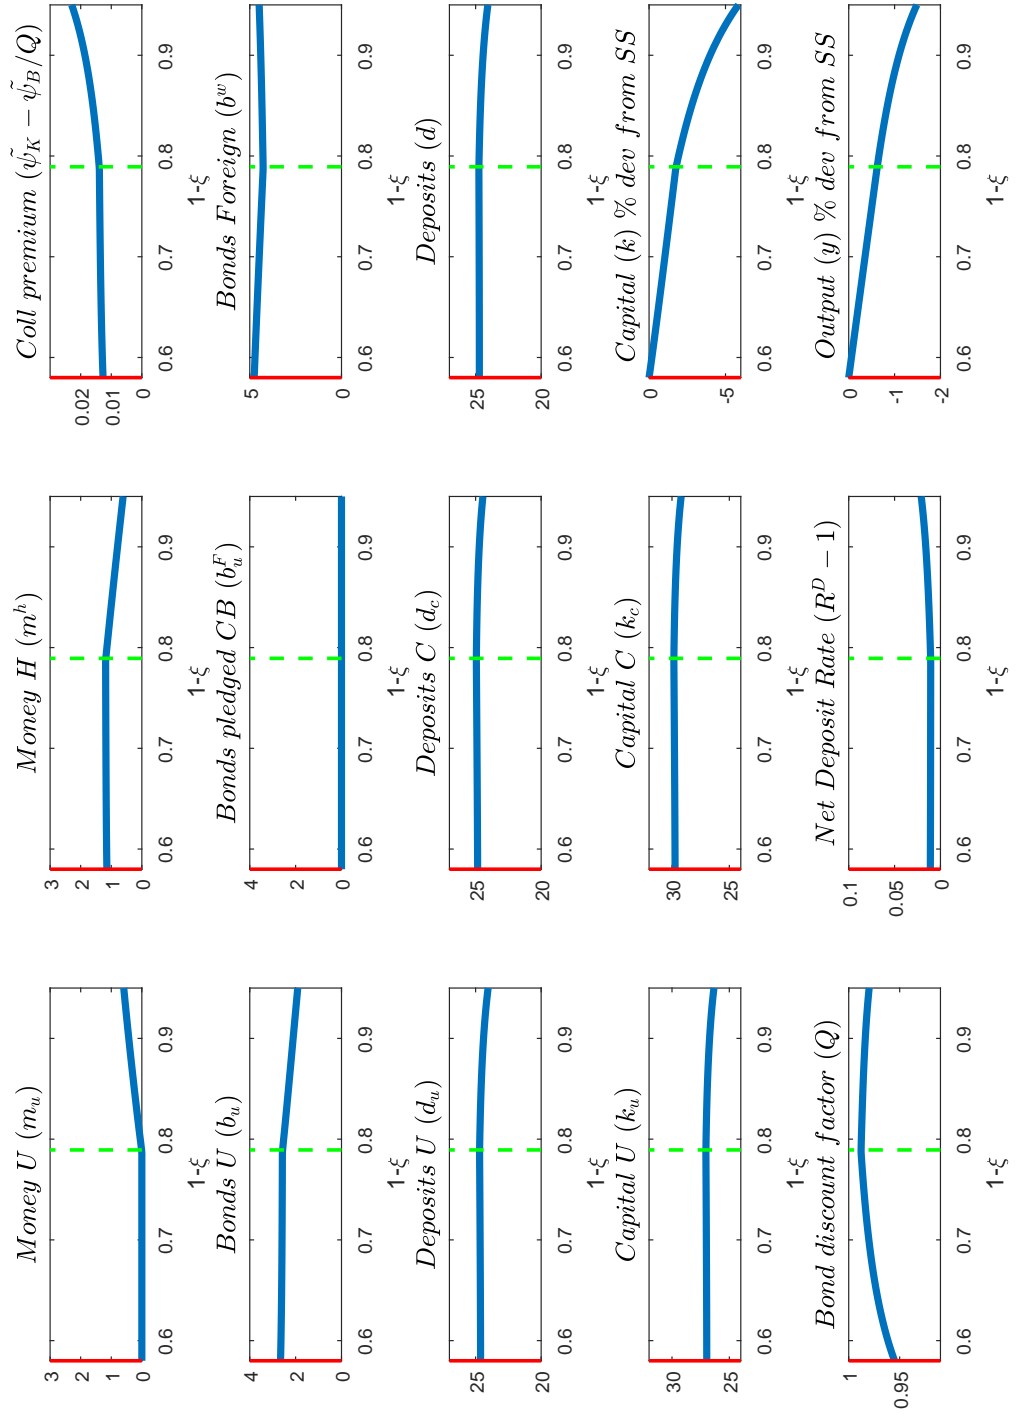 Money U (m_u)
3
2
1
0
0.6 0.7 0.8 0.9
1-ξ
Money H (m^h)
3
2
1
0
0.6 0.7 0.8 0.9
1-ξ
Coll premium (ψ̃_K − ψ̃_B/Q)
0.02
0.01
0
0.6 0.7 0.8 0.9
1-ξ
Bonds U (b_u)
4
2
0
0.6 0.7 0.8 0.9
1-ξ
Bonds pledged CB (b_u^F)
4
2
0
0.6 0.7 0.8 0.9
1-ξ
Bonds Foreign (b^w)
5
0
0.6 0.7 0.8 0.9
1-ξ
Deposits U (d_u)
25
20
0.6 0.7 0.8 0.9
1-ξ
Deposits C (d_c)
25
20
0.6 0.7 0.8 0.9
1-ξ
Deposits (d)
25
20
0.6 0.7 0.8 0.9
1-ξ
Capital U (k_u)
30
25
0.6 0.7 0.8 0.9
1-ξ
Capital C (k_c)
30
25
0.6 0.7 0.8 0.9
1-ξ
Capital (k) % dev from SS
0
-5
0.6 0.7 0.8 0.9
1-ξ
Bond discount factor (Q)
1
0.95
0.6 0.7 0.8 0.9
1-ξ
Net Deposit Rate (R^D − 1)
0.1
0.05
0
0.6 0.7 0.8 0.9
1-ξ
Output (y) % dev from SS
0
-1
-2
0.6 0.7 0.8 0.9
1-ξ